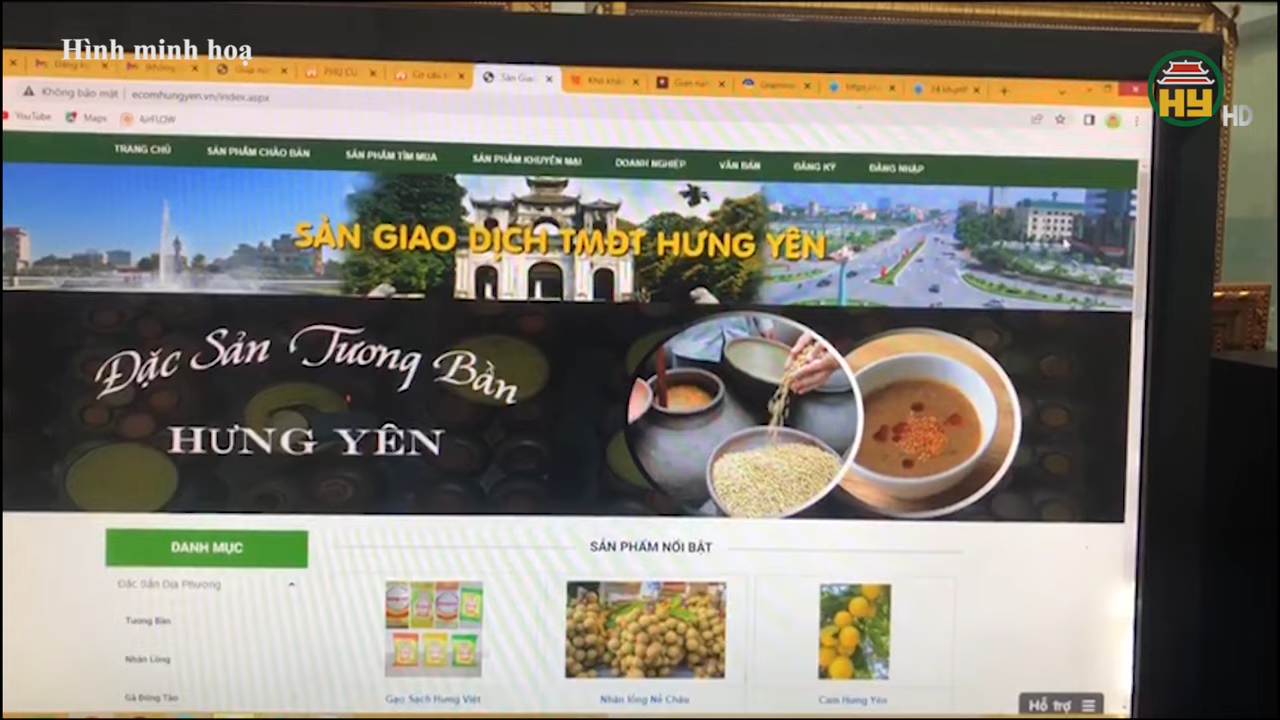 Hình minh hoạ
HY HD
Không bảo mật | ecomhungyen.vn/index.aspx
YouTube Maps AirFLOW
TRANG CHỦ SẢN PHẨM CHÀO BÁN SẢN PHẨM TÌM MUA SẢN PHẨM KHUYẾN MẠI DOANH NGHIỆP VĂN BẢN ĐĂNG KÝ ĐĂNG NHẬP
SÀN GIAO DỊCH TMĐT HƯNG YÊN
Đặc Sản Tương Bần
HƯNG YÊN
DANH MỤC
SẢN PHẨM NỔI BẬT
Đặc Sản Địa Phương
Tương Bần
Nhãn Lồng
Gà Đông Tảo
Gạo Sạch Hưng Việt
Nhãn lồng Nễ Châu
Cam Hưng Yên
Hỗ trợ